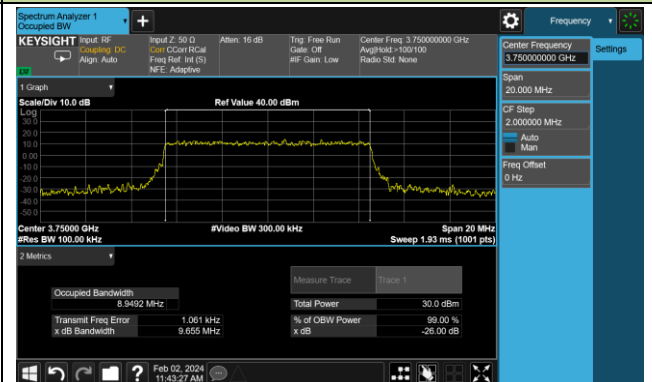 Spectrum Analyzer 1
Occupied BW
Frequency
KEYSIGHT
Input: RF
Coupling: DC
Align: Auto
Input Z: 50 Ω
Corr CCorr RCal
Freq Ref: Int (S)
NFE: Adaptive
Atten: 16 dB
Trig: Free Run
Gate: Off
#IF Gain: Low
Center Freq: 3.750000000 GHz
Avg|Hold:>100/100
Radio Std: None
Center Frequency
3.750000000 GHz
Settings
Span
20.000 MHz
CF Step
2.000000 MHz
Auto
Man
Freq Offset
0 Hz
1 Graph
Scale/Div 10.0 dB
Ref Value 40.00 dBm
Log
30.0
20.0
10.0
0.00
-10.0
-20.0
-30.0
-40.0
-50.0
Center 3.75000 GHz
#Video BW 300.00 kHz
Span 20 MHz
#Res BW 100.00 kHz
Sweep 1.93 ms (1001 pts)
2 Metrics
Measure Trace
Trace 1
Occupied Bandwidth
8.9492 MHz
Total Power
30.0 dBm
Transmit Freq Error
1.061 kHz
% of OBW Power
99.00 %
x dB Bandwidth
9.655 MHz
x dB
-26.00 dB
Feb 02, 2024
11:43:27 AM